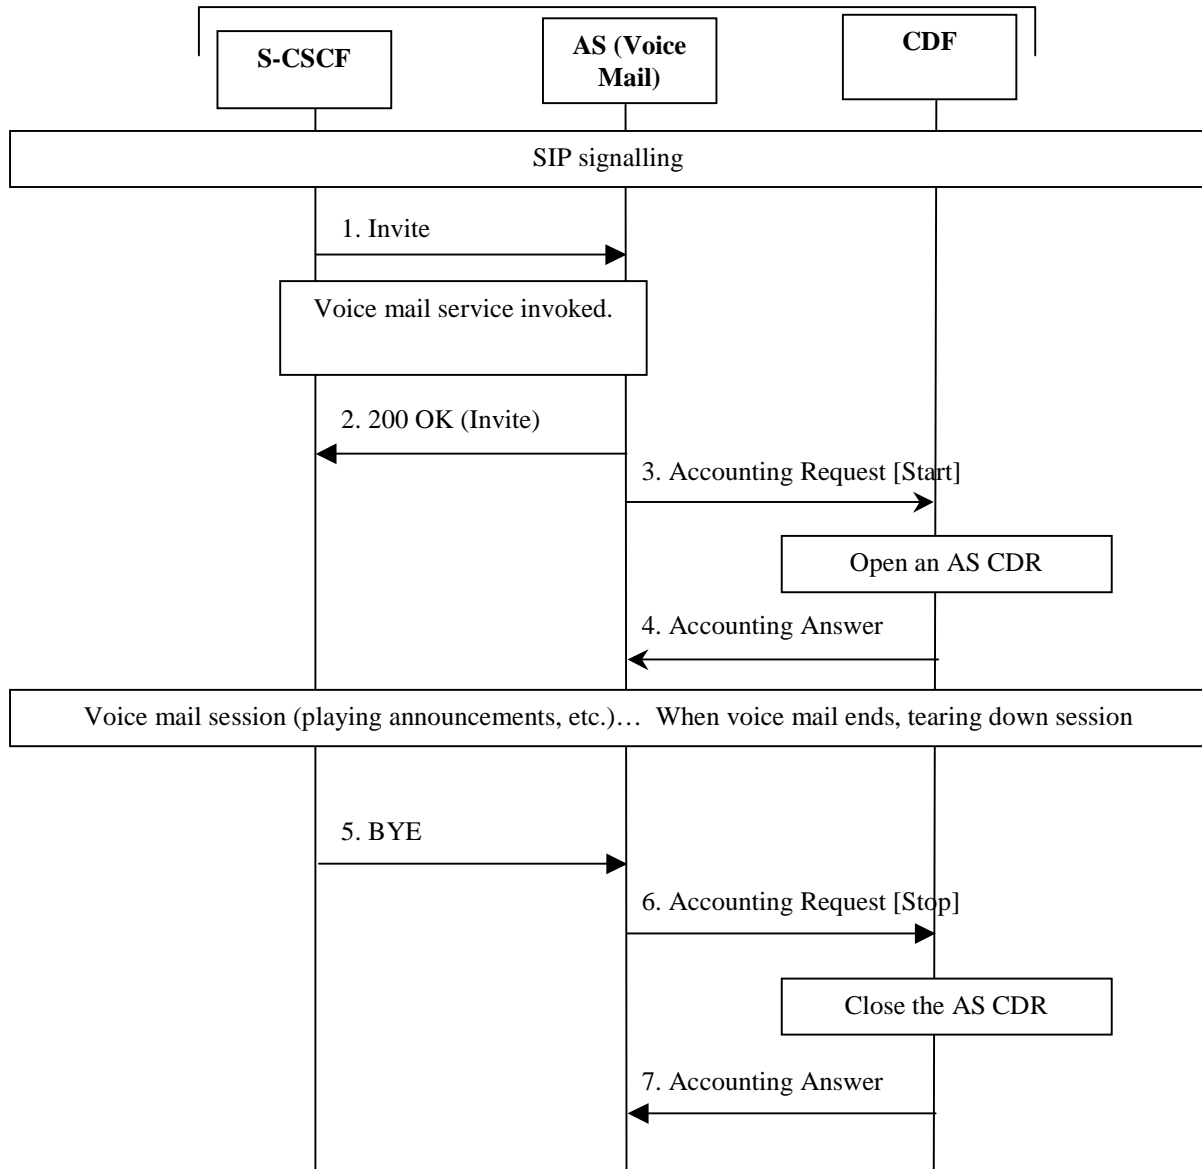 S-CSCF
AS (Voice
Mail)
CDF
SIP signalling
1. Invite
Voice mail service invoked.
2. 200 OK (Invite)
3. Accounting Request [Start]
Open an AS CDR
4. Accounting Answer
Voice mail session (playing announcements, etc.)… When voice mail ends, tearing down session
5. BYE
6. Accounting Request [Stop]
Close the AS CDR
7. Accounting Answer